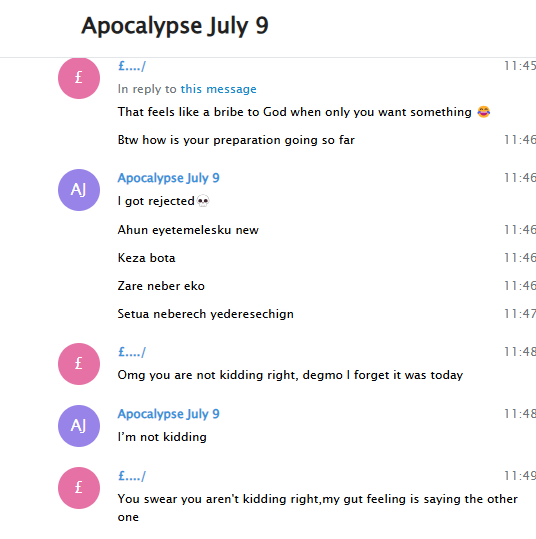 Apocalypse July 9
£
£..../
11:45
In reply to this message
That feels like a bribe to God when only you want something 😂
Btw how is your preparation going so far
11:46
AJ
Apocalypse July 9
11:46
I got rejected💀
Ahun eyetemelesku new
11:46
Keza bota
11:46
Zare neber eko
11:46
Setua neberech yederesechign
11:47
£
£..../
11:48
Omg you are not kidding right, degmo I forget it was today
AJ
Apocalypse July 9
11:48
I'm not kidding
£
£..../
11:49
You swear you aren't kidding right,my gut feeling is saying the other
one